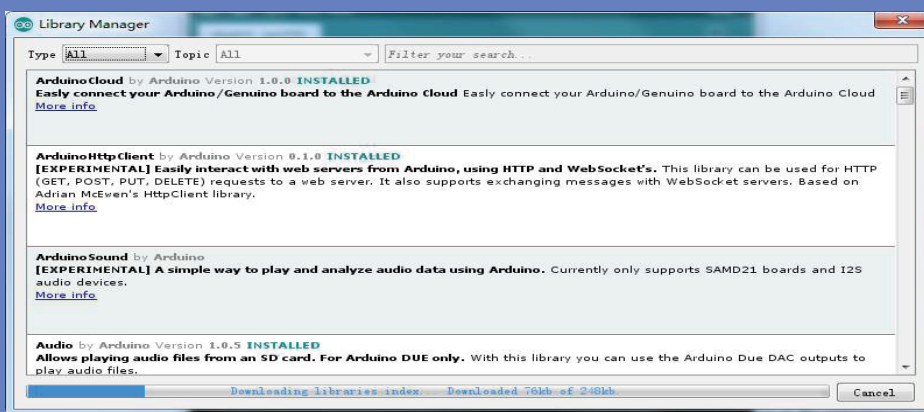 Library Manager
Type All Topic All Filter your search...
ArduinoCloud by Arduino Version 1.0.0 INSTALLED
Easly connect your Arduino/Genuino board to the Arduino Cloud Easly connect your Arduino/Genuino board to the Arduino Cloud
More info
ArduinoHttpClient by Arduino Version 0.1.0 INSTALLED
[EXPERIMENTAL] Easily interact with web servers from Arduino, using HTTP and WebSocket's. This library can be used for HTTP
(GET, POST, PUT, DELETE) requests to a web server. It also supports exchanging messages with WebSocket servers. Based on
Adrian McEwen's HttpClient library.
More info
ArduinoSound by Arduino
[EXPERIMENTAL] A simple way to play and analyze audio data using Arduino. Currently only supports SAMD21 boards and I2S
audio devices.
More info
Audio by Arduino Version 1.0.5 INSTALLED
Allows playing audio files from an SD card. For Arduino DUE only. With this library you can use the Arduino Due DAC outputs to
play audio files.
Downloading libraries index... Downloaded 76kb of 248kb.
Cancel